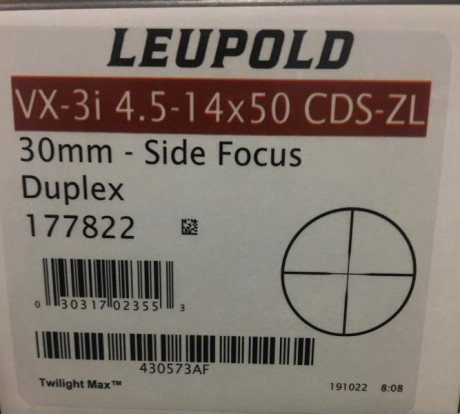 LEUPOLD
VX-3i 4.5-14x50 CDS-ZL
30mm - Side Focus
Duplex
177822
0 30317 02355 3
430573AF
Twilight Max™
191022 8:08